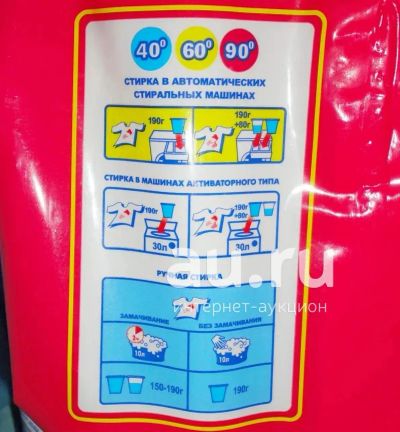 40° 60° 90°
СТИРКА В АВТОМАТИЧЕСКИХ
СТИРАЛЬНЫХ МАШИНАХ
190г
190г
+80г
СТИРКА В МАШИНАХ АКТИВАТОРНОГО ТИПА
190г
190г
+80г
30л
30л
au.ru
интернет-аукцион
РУЧНАЯ СТИРКА
ЗАМАЧИВАНИЕ
БЕЗ ЗАМАЧИВАНИЯ
10л
10л
150-190г
190г